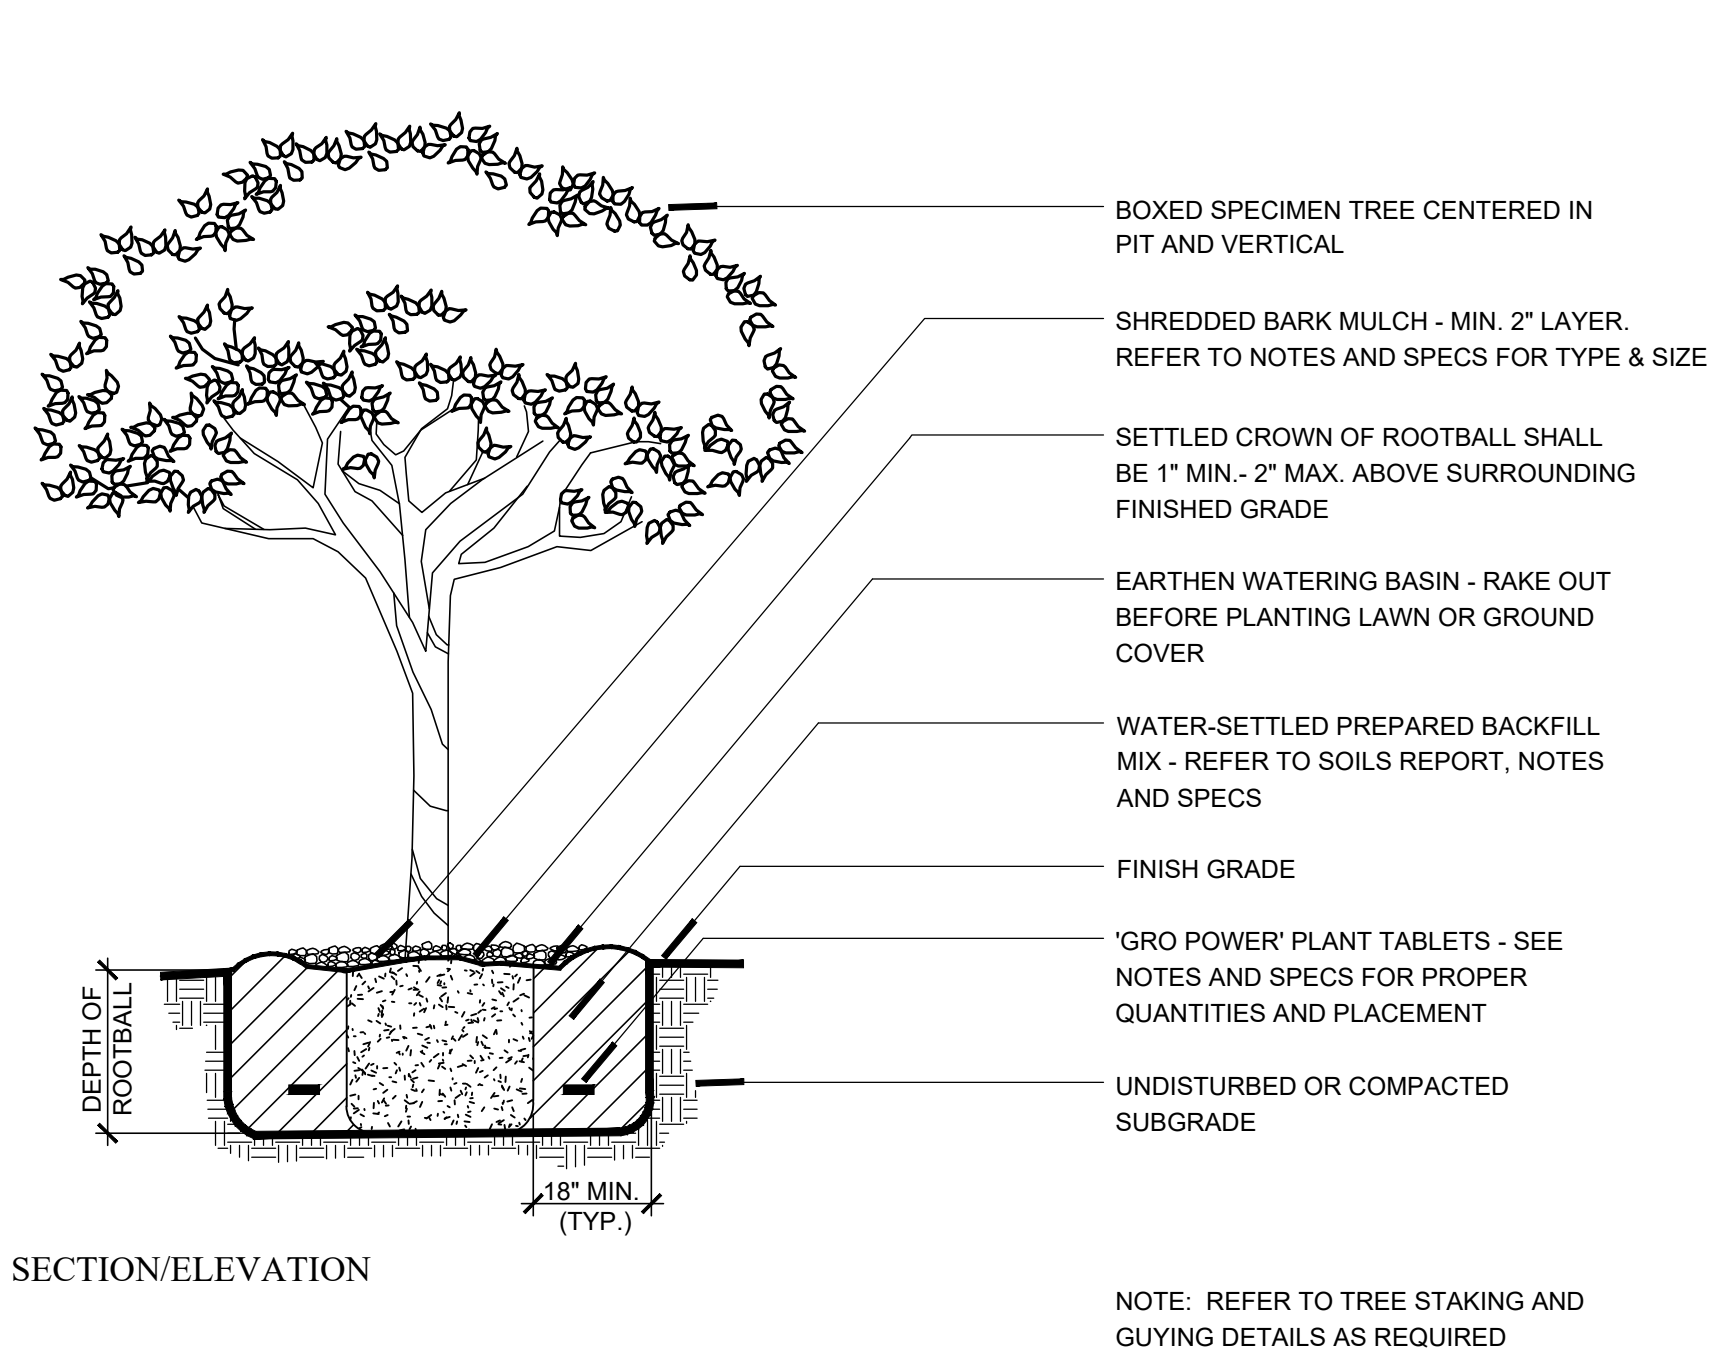 BOXED SPECIMEN TREE CENTERED IN
PIT AND VERTICAL
SHREDDED BARK MULCH - MIN. 2" LAYER.
REFER TO NOTES AND SPECS FOR TYPE & SIZE
SETTLED CROWN OF ROOTBALL SHALL
BE 1" MIN.- 2" MAX. ABOVE SURROUNDING
FINISHED GRADE
EARTHEN WATERING BASIN - RAKE OUT
BEFORE PLANTING LAWN OR GROUND
COVER
WATER-SETTLED PREPARED BACKFILL
MIX - REFER TO SOILS REPORT, NOTES
AND SPECS
FINISH GRADE
'GRO POWER' PLANT TABLETS - SEE
NOTES AND SPECS FOR PROPER
QUANTITIES AND PLACEMENT
UNDISTURBED OR COMPACTED
SUBGRADE
DEPTH OF
ROOTBALL
18" MIN.
(TYP.)
SECTION/ELEVATION
NOTE:  REFER TO TREE STAKING AND
GUYING DETAILS AS REQUIRED